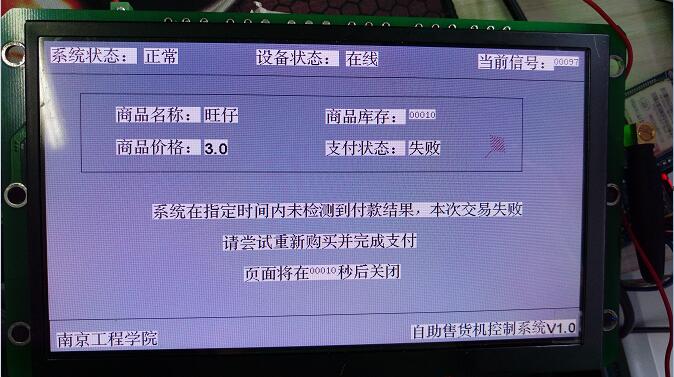 系统状态： 正常 设备状态： 在线 当前信号：00097
商品名称： 旺仔 商品库存： 00010
商品价格： 3.0 支付状态： 失败
系统在指定时间内未检测到付款结果，本次交易失败
请尝试重新购买并完成支付
页面将在00010秒后关闭
南京工程学院 自助售货机控制系统V1.0